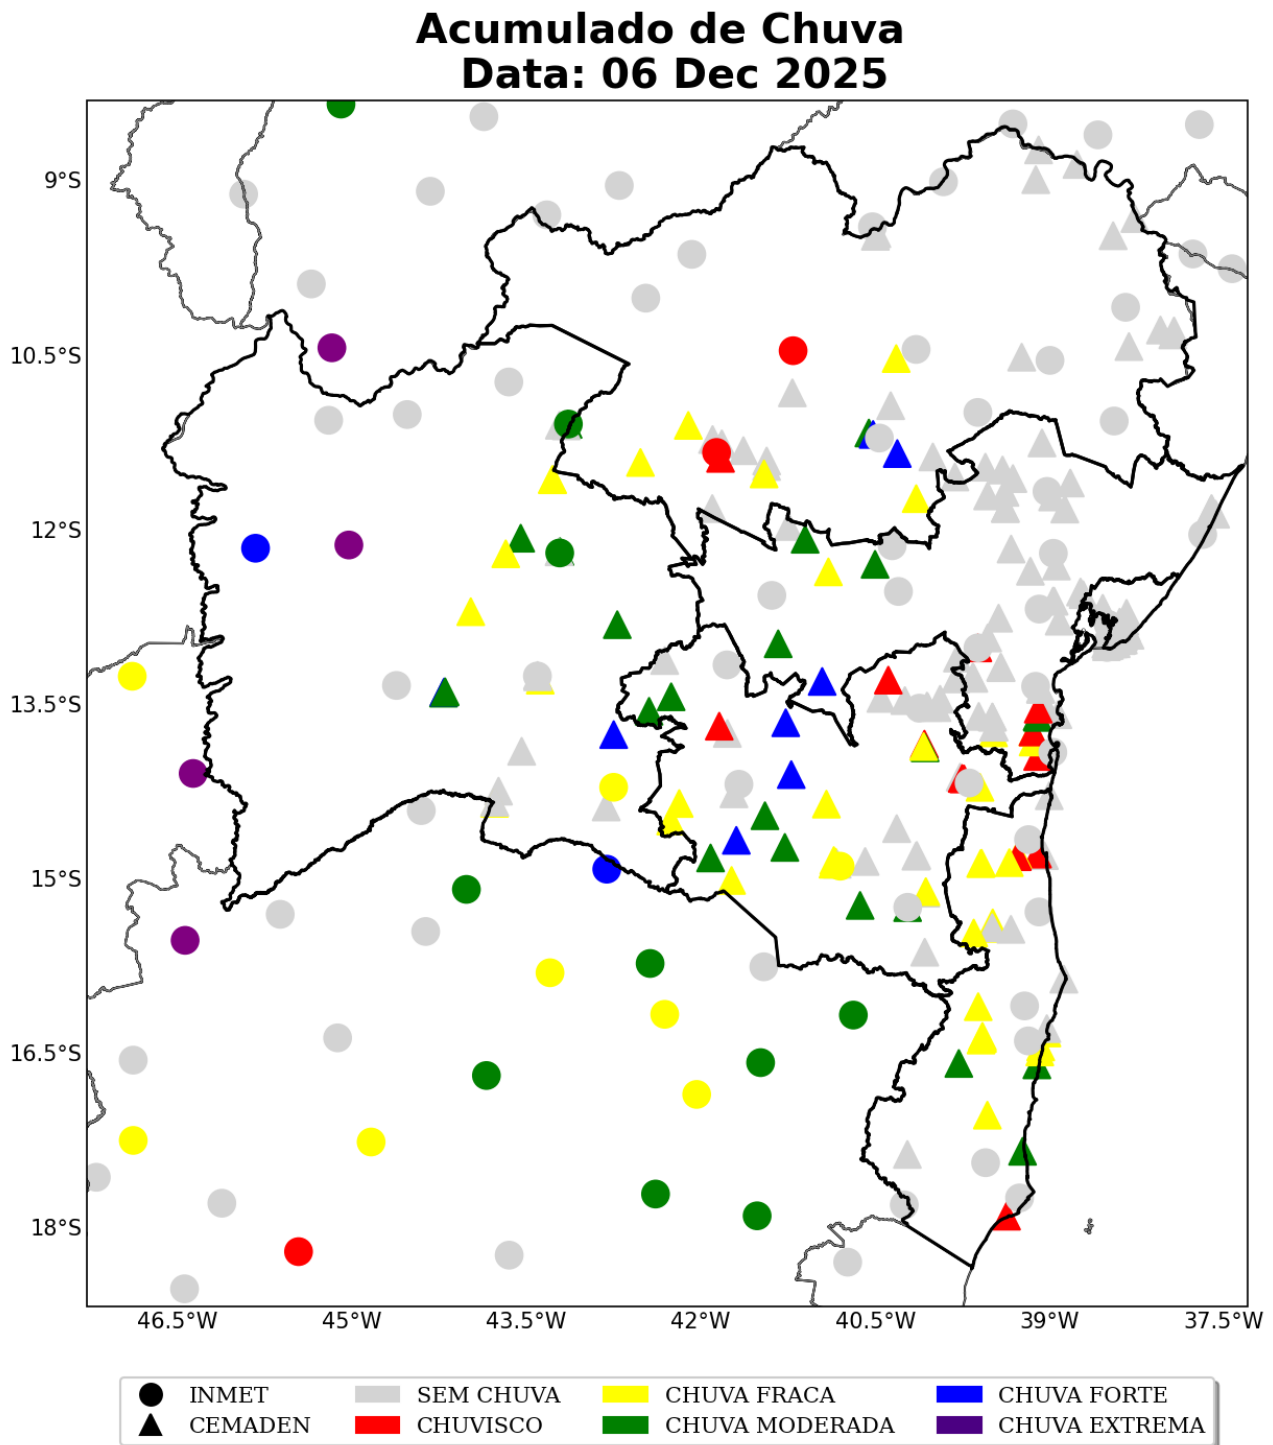 Acumulado de Chuva
Data: 06 Dec 2025
9°S
10.5°S
12°S
13.5°S
15°S
16.5°S
18°S
46.5°W 45°W 43.5°W 42°W 40.5°W 39°W 37.5°W
INMET SEM CHUVA CHUVA FRACA CHUVA FORTE
CEMADEN CHUVISCO CHUVA MODERADA CHUVA EXTREMA